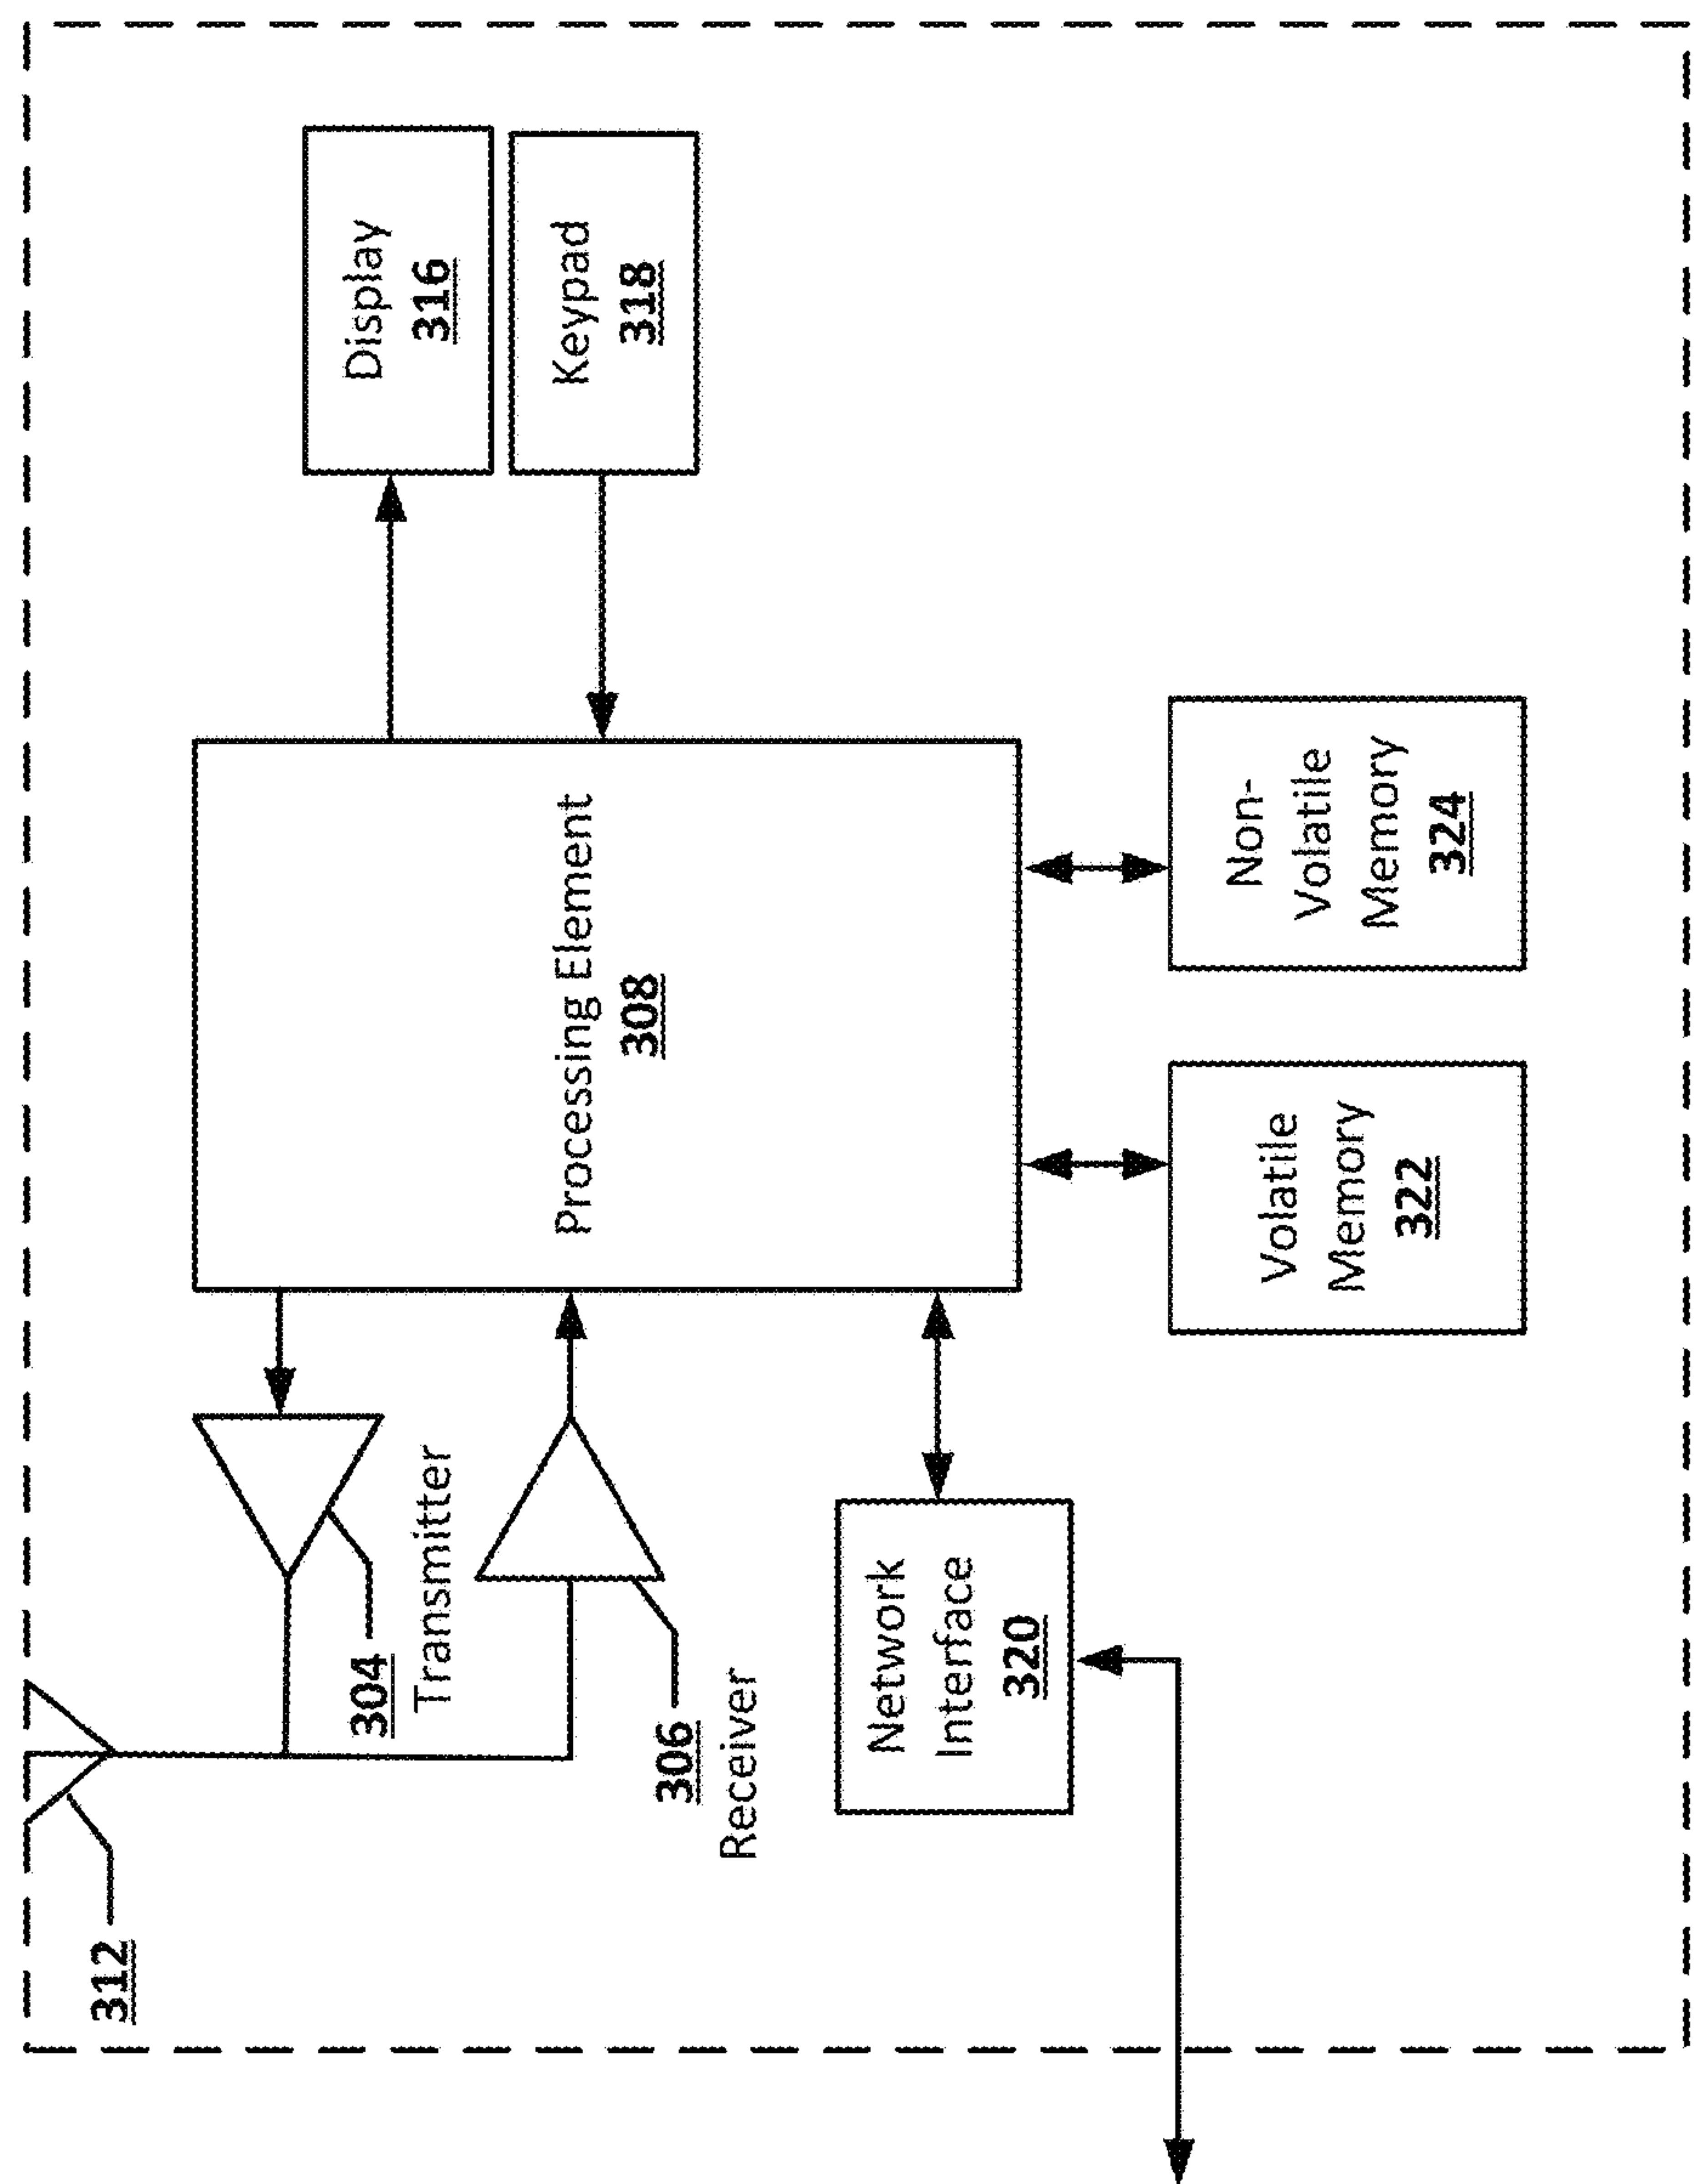 312
304
Transmitter
306
Receiver
Network
Interface
320
Processing Element
308
Display
316
Keypad
318
Volatile
Memory
322
Non-
Volatile
Memory
324